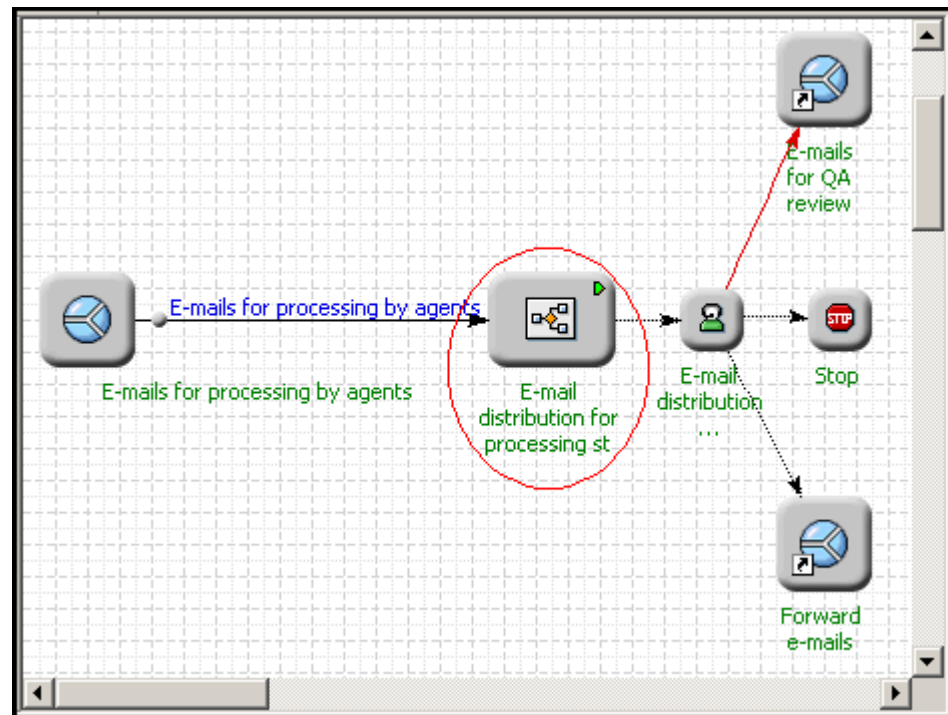 E-mails
for QA
review
E-mails for processing by agents
E-mails for processing by agents
E-mail
distribution for
processing st
E-mail
distribution
...
STOP
Stop
Forward
e-mails